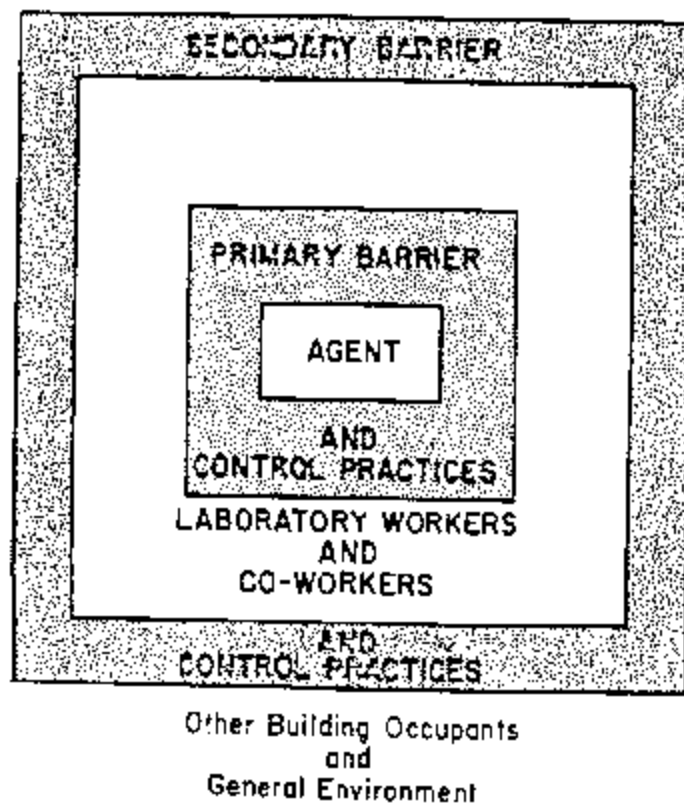 SECONDARY BARRIER
PRIMARY BARRIER
AGENT
AND
CONTROL PRACTICES
LABORATORY WORKERS
AND
CO-WORKERS
AND
CONTROL PRACTICES
Other Building Occupants
and
General Environment